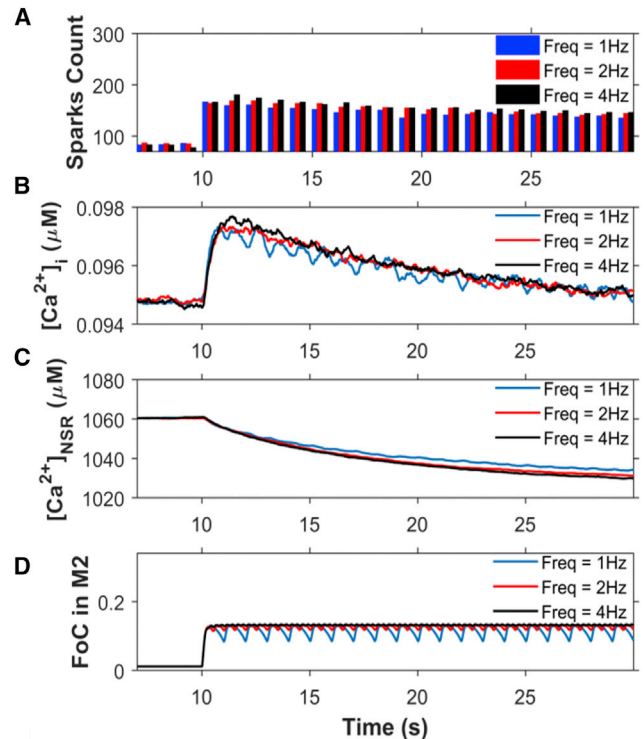 A
Sparks Count
300
200
100
Freq = 1Hz
Freq = 2Hz
Freq = 4Hz
10 15 20 25
B
[Ca²⁺]ᵢ (μM)
0.098
0.096
0.094
Freq = 1Hz
Freq = 2Hz
Freq = 4Hz
10 15 20 25
C
[Ca²⁺]NSR (μM)
1080
1060
1040
1020
Freq = 1Hz
Freq = 2Hz
Freq = 4Hz
10 15 20 25
D
FoC in M2
0.2
0
Freq = 1Hz
Freq = 2Hz
Freq = 4Hz
10 15 20 25
Time (s)